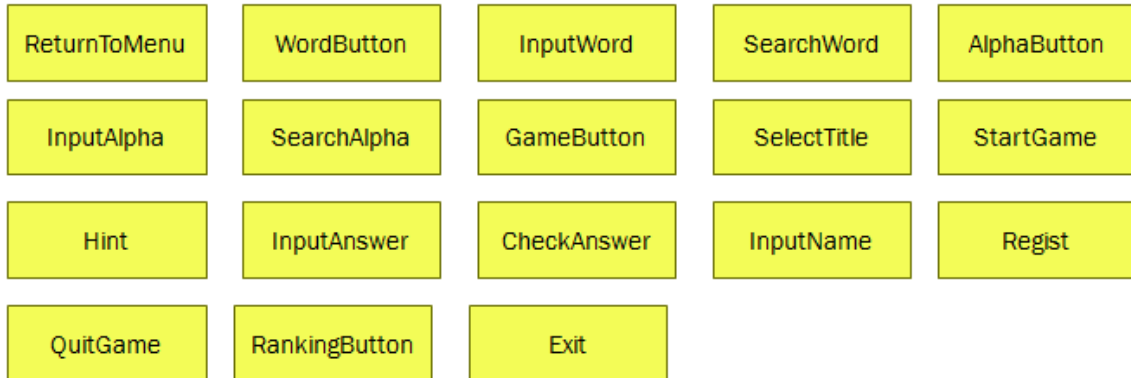 ReturnToMenu WordButton InputWord SearchWord AlphaButton
InputAlpha SearchAlpha GameButton SelectTitle StartGame
Hint InputAnswer CheckAnswer InputName Regist
QuitGame RankingButton Exit